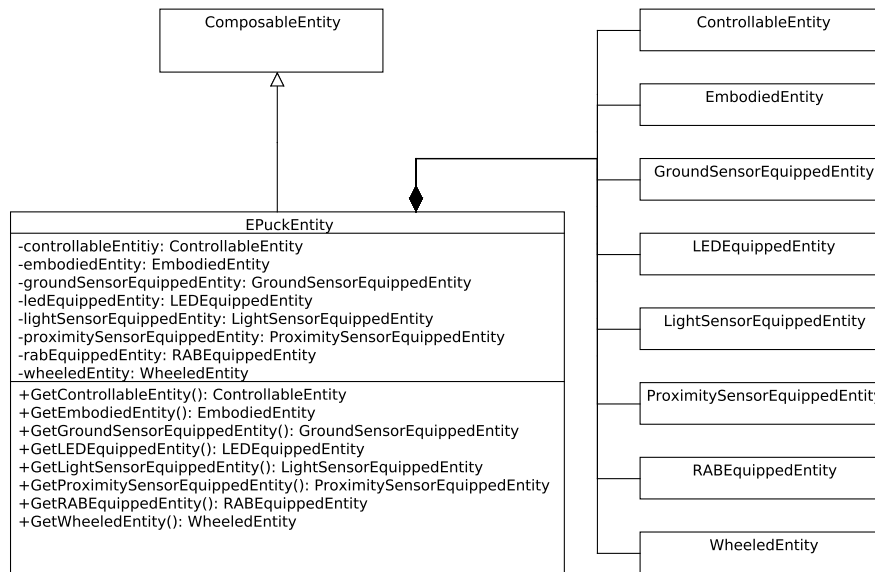 ComposableEntity
ControllableEntity
EmbodiedEntity
GroundSensorEquippedEntity
LEDEquippedEntity
LightSensorEquippedEntity
ProximitySensorEquippedEntity
RABEquippedEntity
WheeledEntity
EPuckEntity
-controllableEntitiy: ControllableEntity
-embodiedEntity: EmbodiedEntity
-groundSensorEquippedEntity: GroundSensorEquippedEntity
-ledEquippedEntity: LEDEquippedEntity
-lightSensorEquippedEntity: LightSensorEquippedEntity
-proximitySensorEquippedEntity: ProximitySensorEquippedEntity
-rabEquippedEntity: RABEquippedEntity
-wheeledEntity: WheeledEntity
+GetControllableEntity(): ControllableEntity
+GetEmbodiedEntity(): EmbodiedEntity
+GetGroundSensorEquippedEntity(): GroundSensorEquippedEntity
+GetLEDEquippedEntity(): LEDEquippedEntity
+GetLightSensorEquippedEntity(): LightSensorEquippedEntity
+GetProximitySensorEquippedEntity(): ProximitySensorEquippedEntity
+GetRABEquippedEntity(): RABEquippedEntity
+GetWheeledEntity(): WheeledEntity